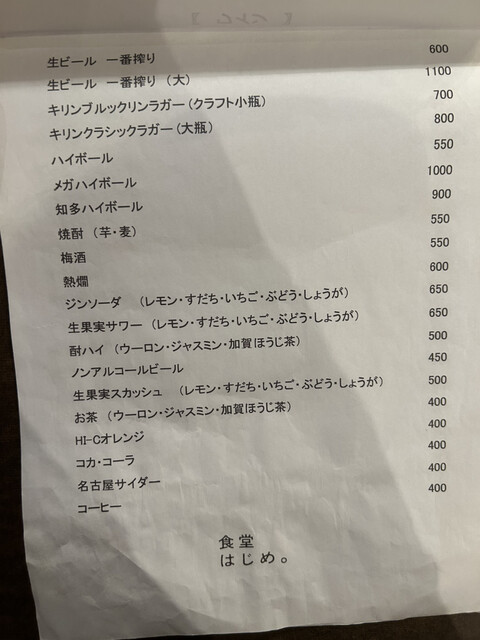 生ビール 一番搾り 600
生ビール 一番搾り (大) 1100
キリンブルックリンラガー(クラフト小瓶) 700
キリンクラシックラガー(大瓶) 800
ハイボール 550
メガハイボール 1000
知多ハイボール 900
焼酎 (芋・麦) 550
梅酒 550
熱燗 600
ジンソーダ (レモン・すだち・いちご・ぶどう・しょうが) 650
生果実サワー (レモン・すだち・いちご・ぶどう・しょうが) 650
酎ハイ (ウーロン・ジャスミン・加賀ほうじ茶) 500
ノンアルコールビール 450
生果実スカッシュ (レモン・すだち・いちご・ぶどう・しょうが) 500
お茶 (ウーロン・ジャスミン・加賀ほうじ茶) 400
HI-Cオレンジ 400
コカ・コーラ 400
名古屋サイダー 400
コーヒー 400
食堂
はじめ。